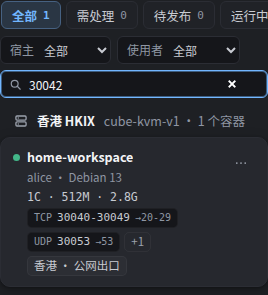 全部 1 需处理 0 待发布 0 运行中
宿主 全部 使用者 全部
30042
香港 HKIX cube-kvm-v1 • 1 个容器
home-workspace ...
alice • Debian 13
1C · 512M · 2.8G
TCP 30040-30049 →20-29
UDP 30053 →53 +1
香港 • 公网出口